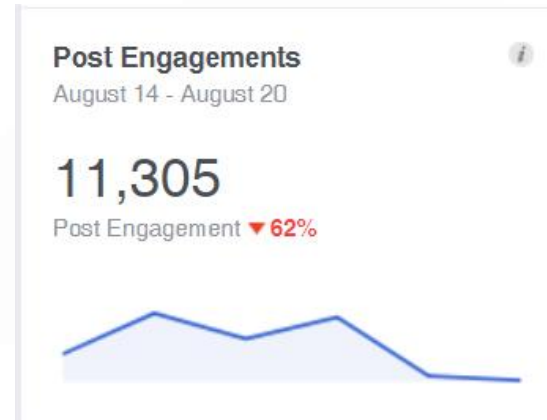 Post Engagements
August 14 - August 20
11,305
Post Engagement ▼ 62%